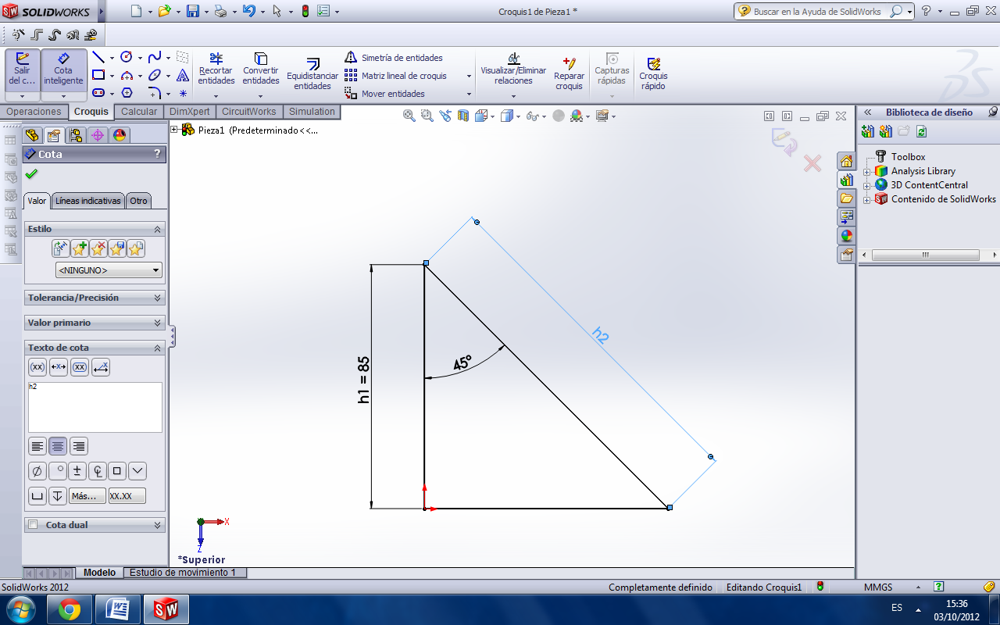 SOLIDWORKS
Croquis1 de Pieza1 *
Buscar en la Ayuda de SolidWorks
?
Salir del c...
Cota inteligente
Recortar entidades
Convertir entidades
Equidistanciar entidades
Simetría de entidades
Matriz lineal de croquis
Mover entidades
Visualizar/Eliminar relaciones
Reparar croquis
Capturas rápidas
Croquis rápido
Operaciones
Croquis
Calcular
DimXpert
CircuitWorks
Simulation
Pieza1 (Predeterminado<<...
Biblioteca de diseño
Toolbox
Analysis Library
3D ContentCentral
Contenido de SolidWorks
Cota
?
Valor
Líneas indicativas
Otro
Estilo
<NINGUNO>
Tolerancia/Precisión
Valor primario
Texto de cota
(xx)
h2
Más...
XX.XX
Cota dual
h1 = 85
45°
h2
X
Z
*Superior
Modelo
Estudio de movimiento 1
SolidWorks 2012
Completamente definido
Editando Croquis1
MMGS
?
ES
15:36
03/10/2012